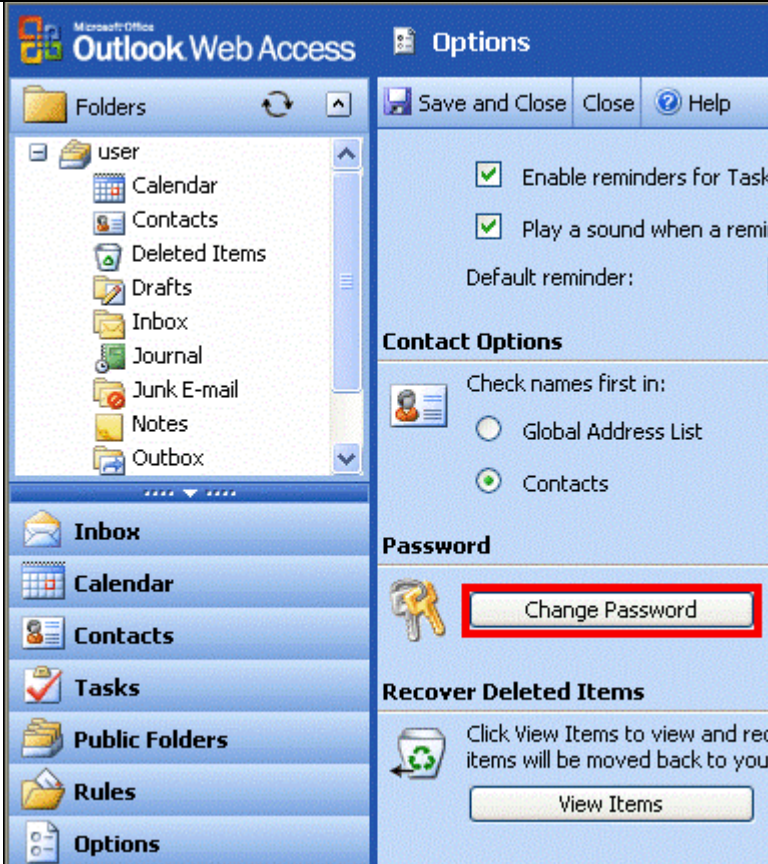 Microsoft Office
Outlook Web Access
Options
Folders
Save and Close
Close
Help
user
Calendar
Contacts
Deleted Items
Drafts
Inbox
Journal
Junk E-mail
Notes
Outbox
Inbox
Calendar
Contacts
Tasks
Public Folders
Rules
Options
Enable reminders for Task
Play a sound when a remi
Default reminder:
Contact Options
Check names first in:
Global Address List
Contacts
Password
Change Password
Recover Deleted Items
Click View Items to view and rec
items will be moved back to you
View Items